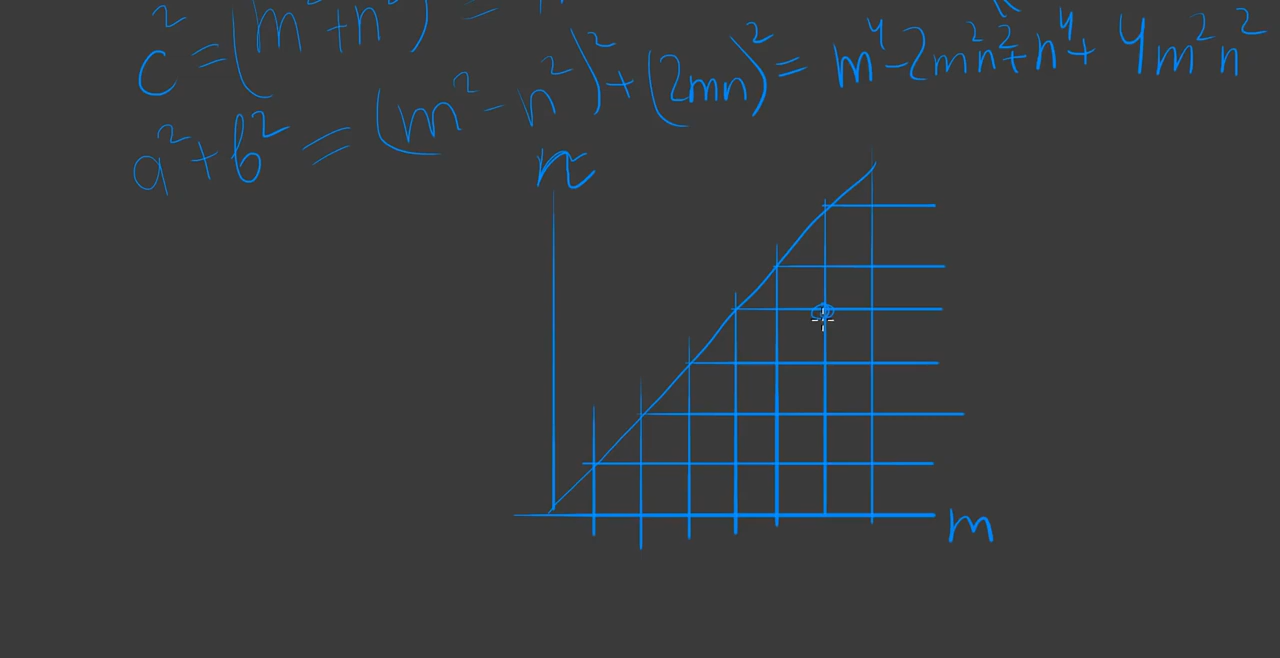 c² = (m²+n²)² =
a²+b² = (m²-n²)²+(2mn)² = m⁴-2m²n²+n⁴+4m²n²
n
m